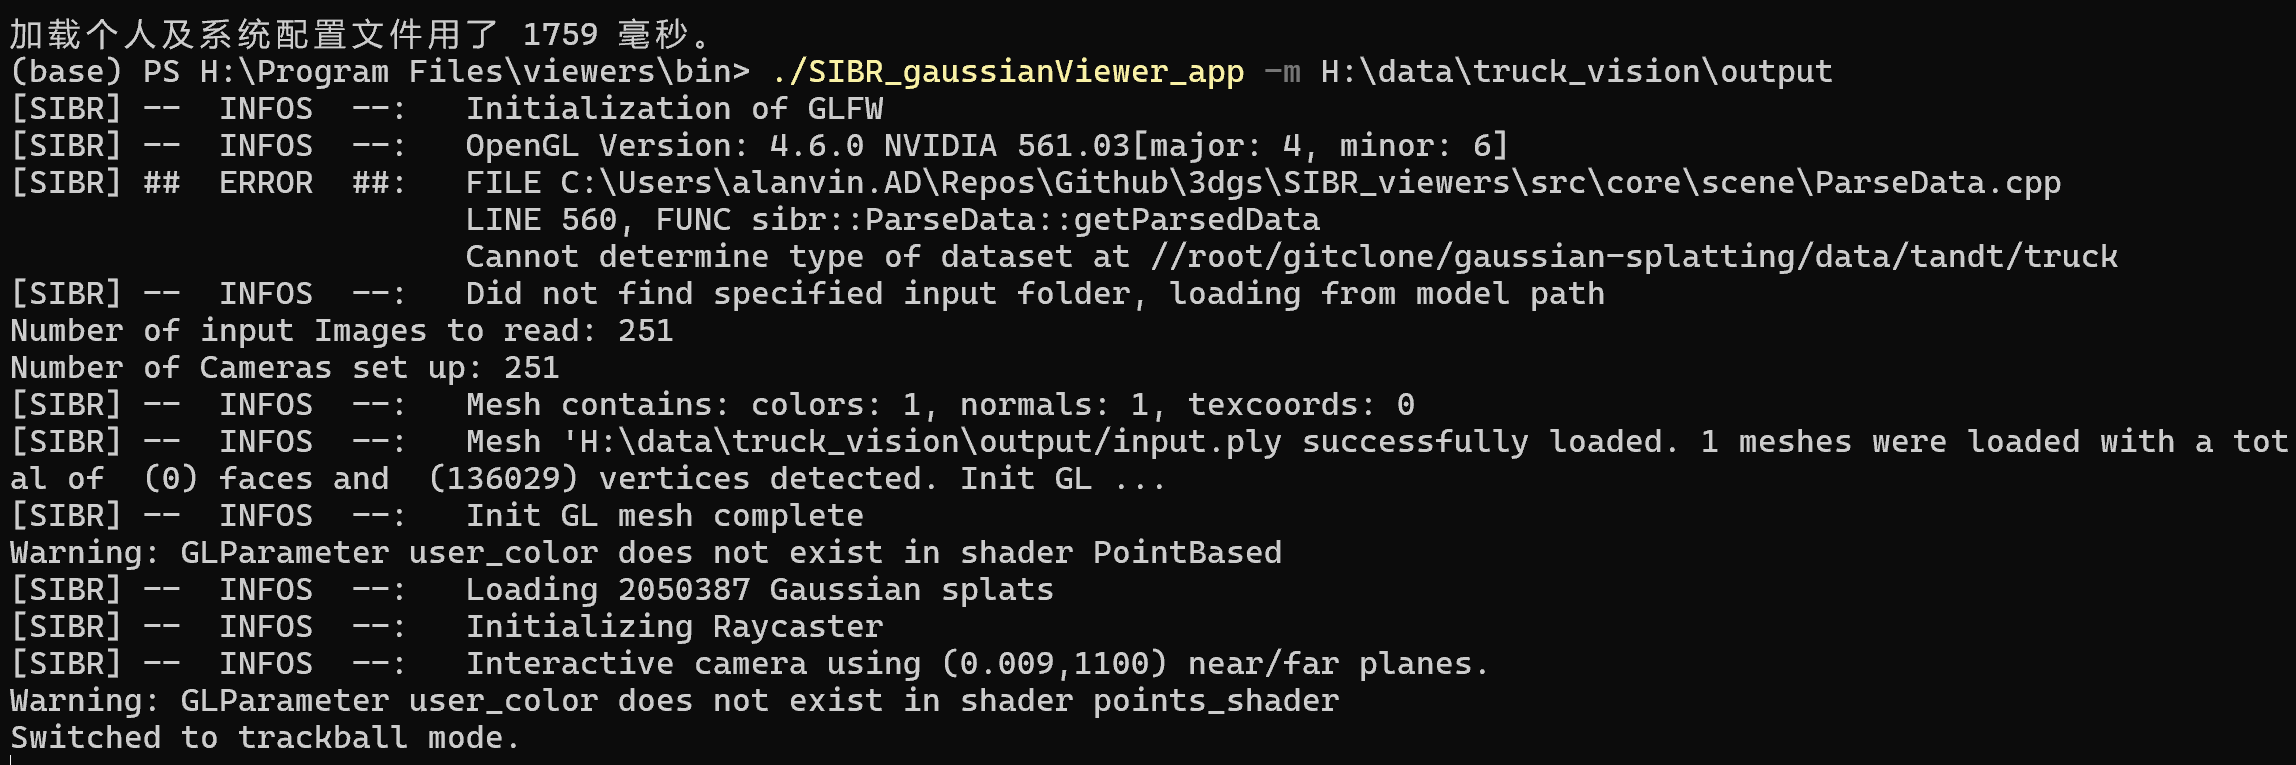 加载个人及系统配置文件用了 1759 毫秒。
(base) PS H:\Program Files\viewers\bin> ./SIBR_gaussianViewer_app -m H:\data\truck_vision\output
[SIBR] --  INFOS  --:   Initialization of GLFW
[SIBR] --  INFOS  --:   OpenGL Version: 4.6.0 NVIDIA 561.03[major: 4, minor: 6]
[SIBR] ##  ERROR  ##:   FILE C:\Users\alanvin.AD\Repos\Github\3dgs\SIBR_viewers\src\core\scene\ParseData.cpp
                        LINE 560, FUNC sibr::ParseData::getParsedData
                        Cannot determine type of dataset at //root/gitclone/gaussian-splatting/data/tandt/truck
[SIBR] --  INFOS  --:   Did not find specified input folder, loading from model path
Number of input Images to read: 251
Number of Cameras set up: 251
[SIBR] --  INFOS  --:   Mesh contains: colors: 1, normals: 1, texcoords: 0
[SIBR] --  INFOS  --:   Mesh 'H:\data\truck_vision\output/input.ply successfully loaded. 1 meshes were loaded with a tot
al of  (0) faces and  (136029) vertices detected. Init GL ...
[SIBR] --  INFOS  --:   Init GL mesh complete
Warning: GLParameter user_color does not exist in shader PointBased
[SIBR] --  INFOS  --:   Loading 2050387 Gaussian splats
[SIBR] --  INFOS  --:   Initializing Raycaster
[SIBR] --  INFOS  --:   Interactive camera using (0.009,1100) near/far planes.
Warning: GLParameter user_color does not exist in shader points_shader
Switched to trackball mode.